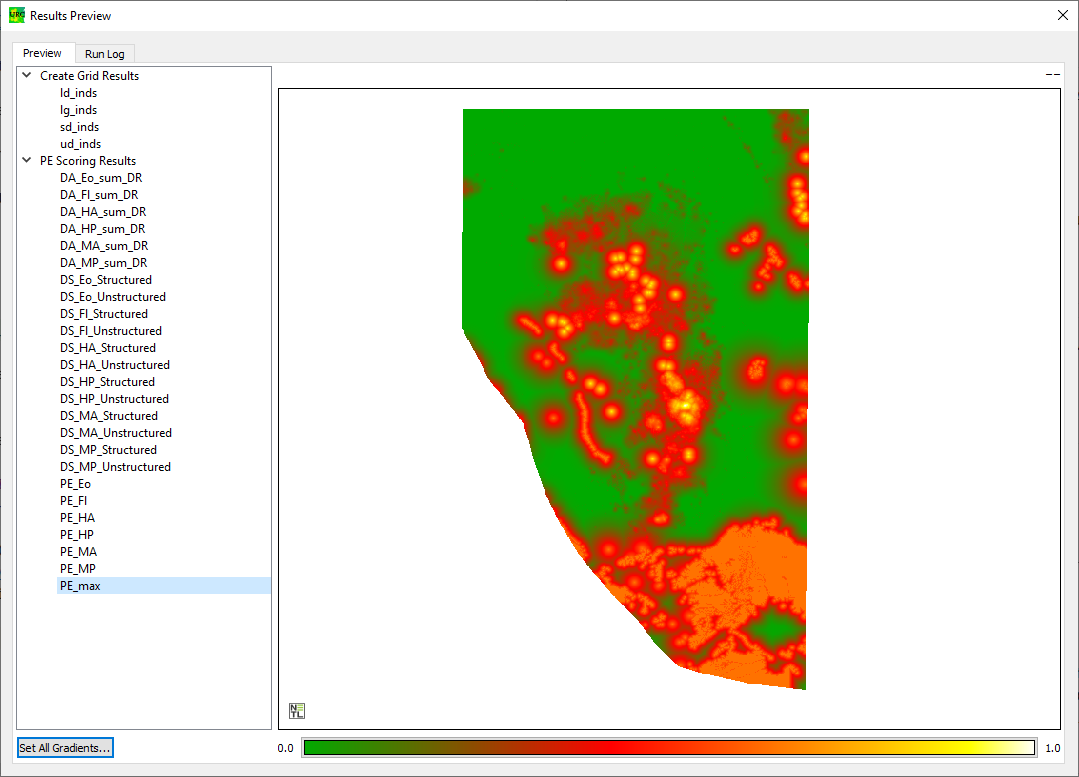 URC Results Preview
Preview Run Log
Create Grid Results
ld_inds
lg_inds
sd_inds
ud_inds
PE Scoring Results
DA_Eo_sum_DR
DA_FI_sum_DR
DA_HA_sum_DR
DA_HP_sum_DR
DA_MA_sum_DR
DA_MP_sum_DR
DS_Eo_Structured
DS_Eo_Unstructured
DS_FI_Structured
DS_FI_Unstructured
DS_HA_Structured
DS_HA_Unstructured
DS_HP_Structured
DS_HP_Unstructured
DS_MA_Structured
DS_MA_Unstructured
DS_MP_Structured
DS_MP_Unstructured
PE_Eo
PE_FI
PE_HA
PE_HP
PE_MA
PE_MP
PE_max
--
NETL
Set All Gradients...
0.0 1.0